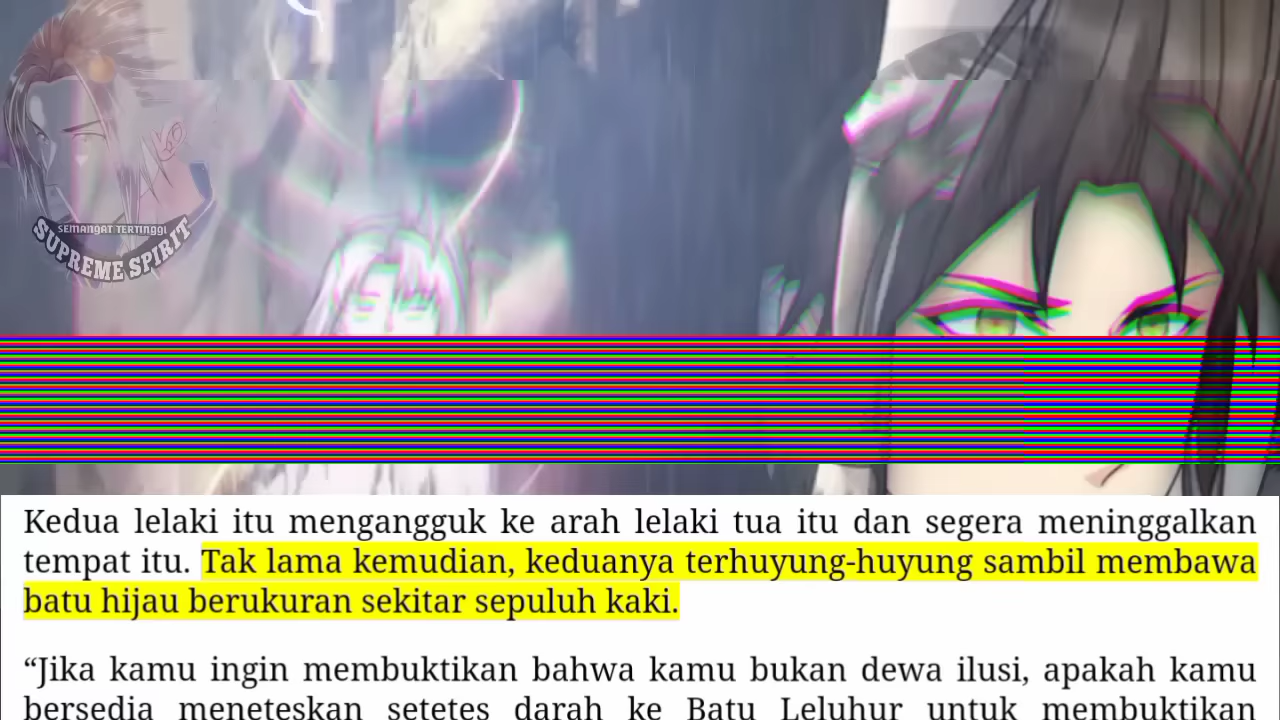 SEMANGAT TERTINGGI
SUPREME SPIRIT
Kedua lelaki itu mengangguk ke arah lelaki tua itu dan segera meninggalkan
tempat itu. Tak lama kemudian, keduanya terhuyung-huyung sambil membawa
batu hijau berukuran sekitar sepuluh kaki.
“Jika kamu ingin membuktikan bahwa kamu bukan dewa ilusi, apakah kamu
bersedia meneteskan setetes darah ke Batu Leluhur untuk membuktikan